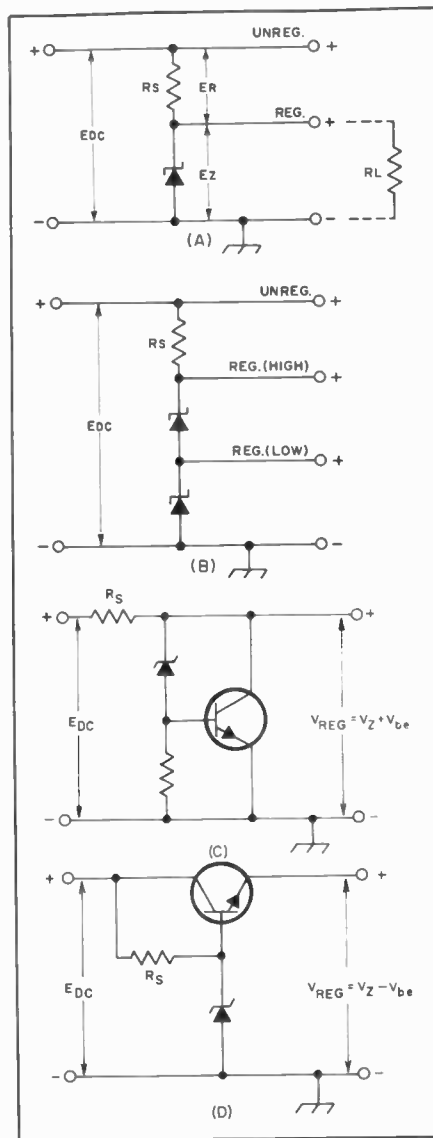 + UNREG. +
RS ER
EDC REG. +
EZ RL
- - -
(A)
+ UNREG. +
RS
EDC REG.(HIGH) +
REG.(LOW) +
- -
(B)
+ RS +
EDC VREG = VZ + Vbe
- -
(C)
+ +
EDC RS VREG = VZ - Vbe
- -
(D)